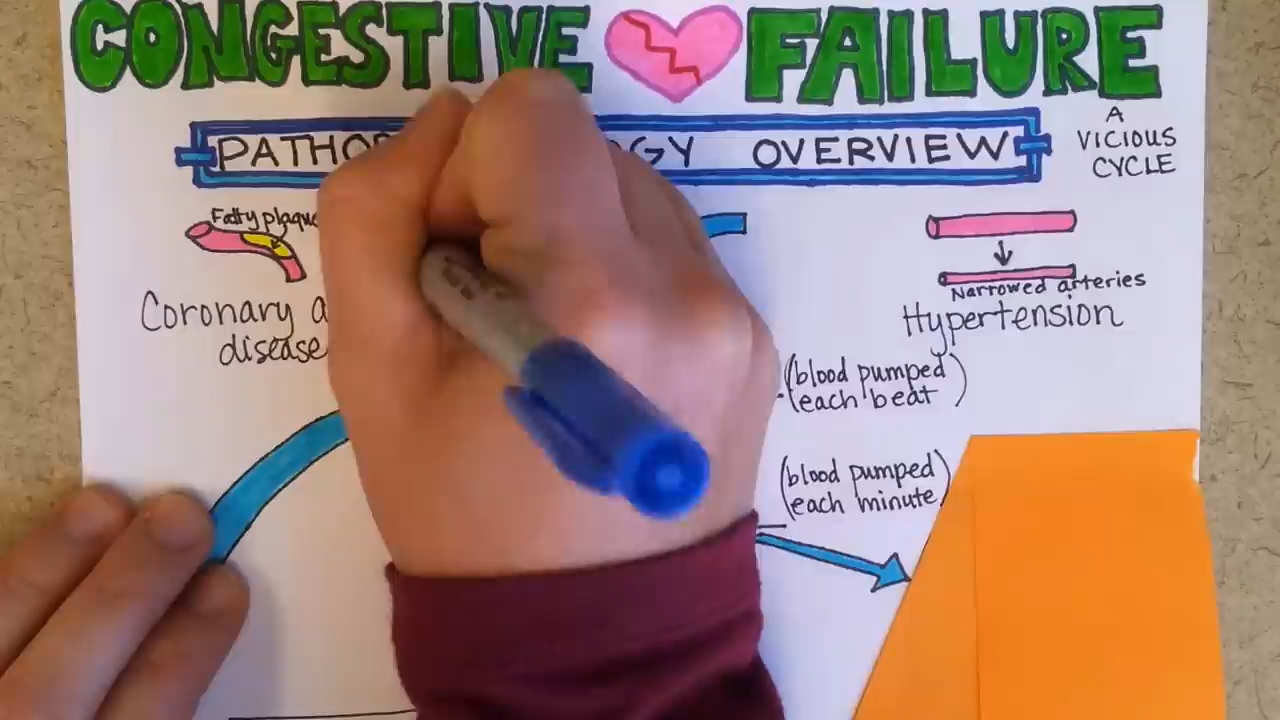 CONGESTIVE FAILURE
A
VICIOUS
CYCLE
OVERVIEW
Fatty plaque
Coronary
disease
Narrowed arteries
Hypertension
(blood pumped)
(each beat)
(blood pumped)
(each minute)